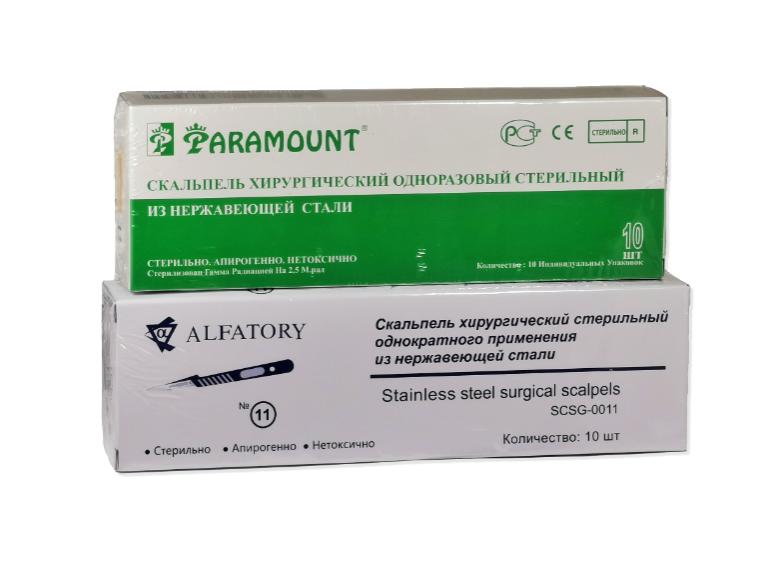 PARAMOUNT®
РСТ CE СТЕРИЛЬНО R
СКАЛЬПЕЛЬ ХИРУРГИЧЕСКИЙ ОДНОРАЗОВЫЙ СТЕРИЛЬНЫЙ
ИЗ НЕРЖАВЕЮЩЕЙ СТАЛИ
10
ШТ
СТЕРИЛЬНО. АПИРОГЕННО. НЕТОКСИЧНО
Стерилизован Гамма Радиацией На 2,5 М.рад
Количество : 10 Индивидуальных Упаковок
ALFATORY
№ 11
• Стерильно • Апирогенно • Нетоксично
Скальпель хирургический стерильный
однократного применения
из нержавеющей стали
Stainless steel surgical scalpels
SCSG-0011
Количество: 10 шт